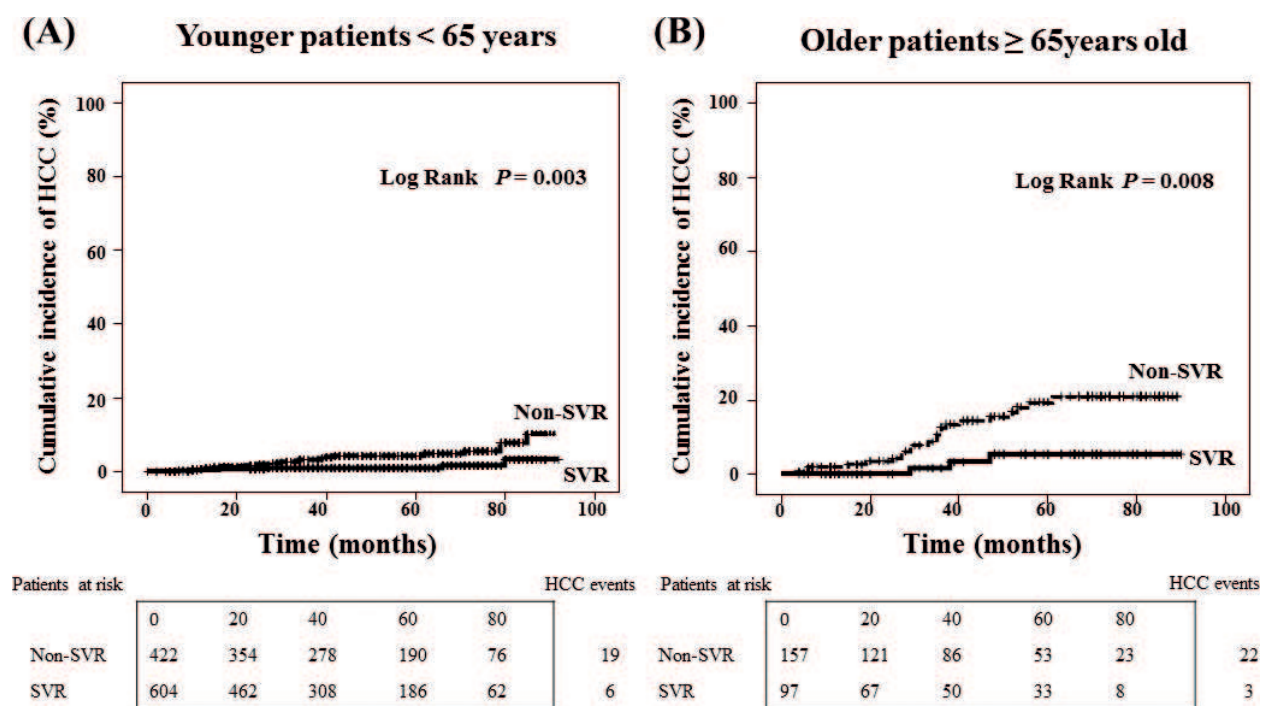 (A) Younger patients < 65 years
Cumulative incidence of HCC (%)
100
80
60
40
20
0
Log Rank P = 0.003
Non-SVR
SVR
0 20 40 60 80 100
Time (months)
Patients at risk HCC events
0 20 40 60 80
Non-SVR 422 354 278 190 76 19
SVR 604 462 308 186 62 6
(B) Older patients ≥ 65years old
Cumulative incidence of HCC (%)
100
80
60
40
20
0
Log Rank P = 0.008
Non-SVR
SVR
0 20 40 60 80 100
Time (months)
Patients at risk HCC events
0 20 40 60 80
Non-SVR 157 121 86 53 23 22
SVR 97 67 50 33 8 3